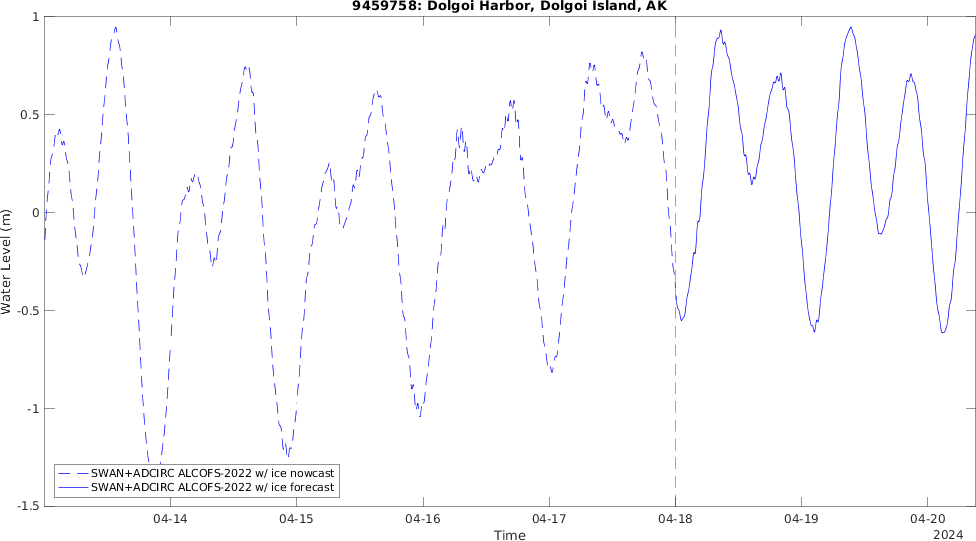 9459758: Dolgoi Harbor, Dolgoi Island, AK
1
0.5
0
-0.5
-1
-1.5
Water Level (m)
SWAN+ADCIRC ALCOFS-2022 w/ ice nowcast
SWAN+ADCIRC ALCOFS-2022 w/ ice forecast
04-14 04-15 04-16 04-17 04-18 04-19 04-20
Time
2024